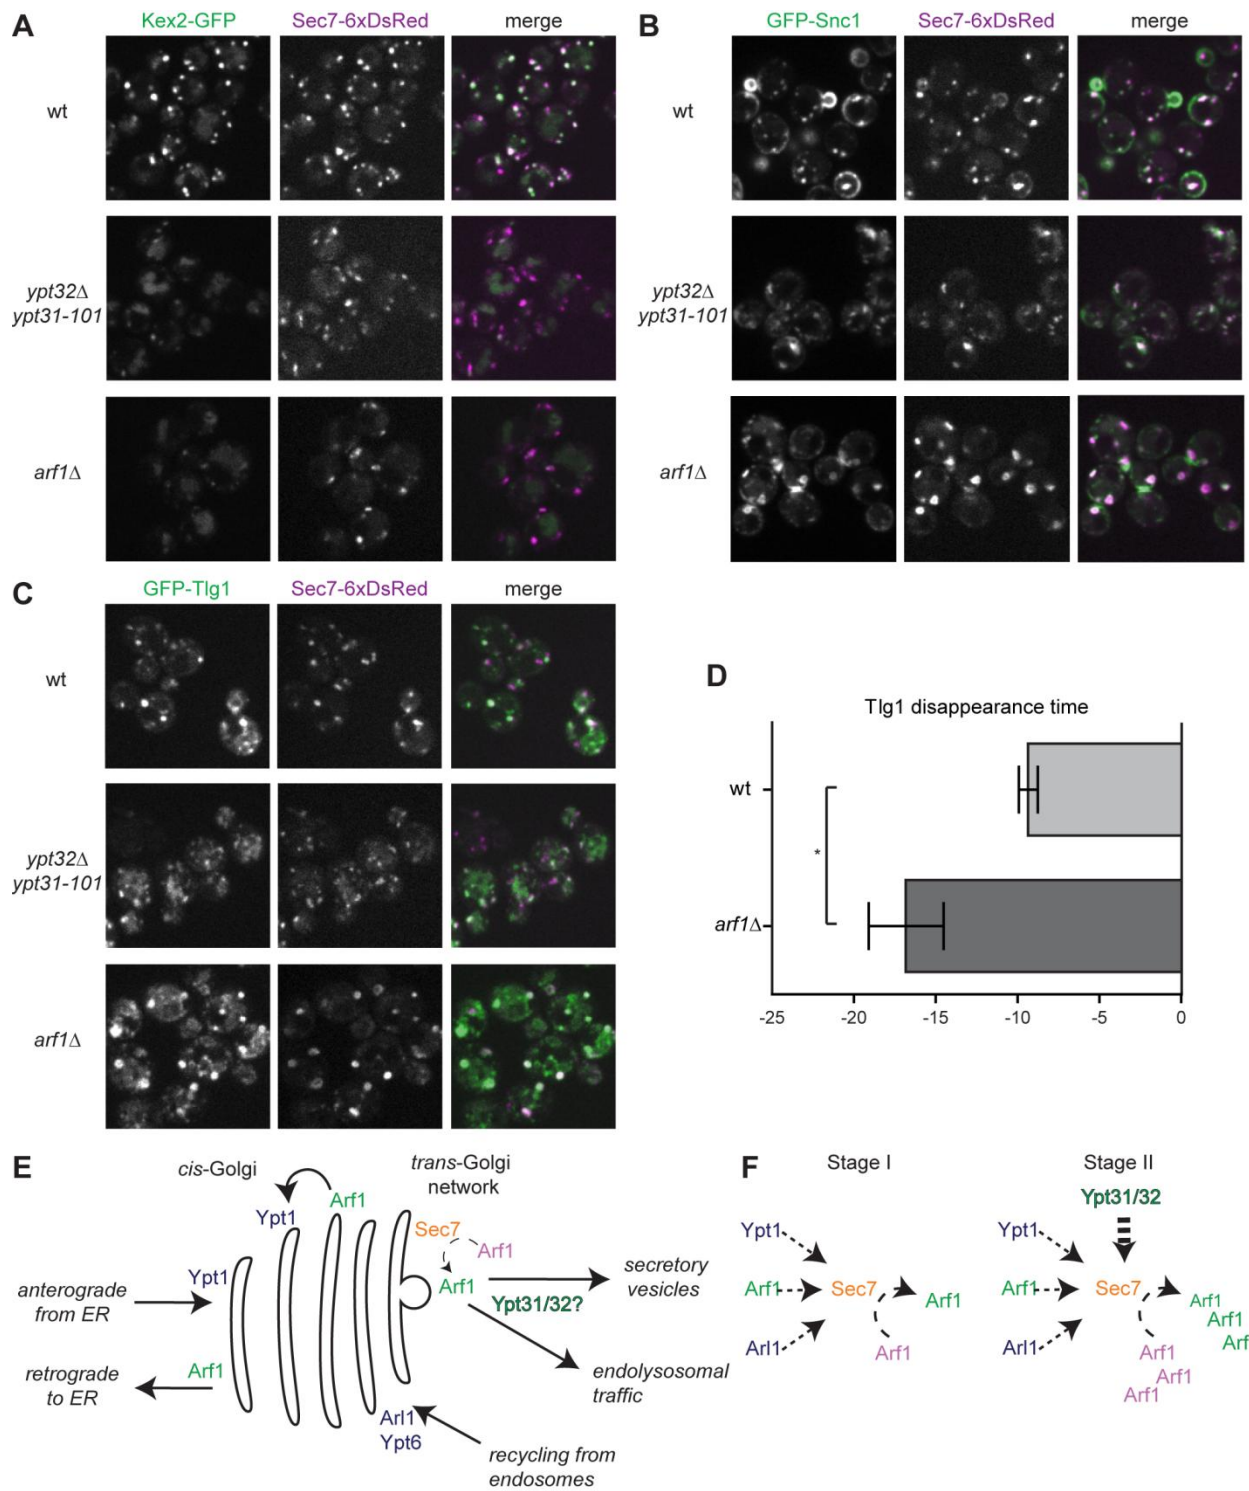 A
Kex2-GFP Sec7-6xDsRed merge
wt
ypt32Δ
ypt31-101
arf1Δ
B
GFP-Snc1 Sec7-6xDsRed merge
wt
ypt32Δ
ypt31-101
arf1Δ
C
GFP-Tlg1 Sec7-6xDsRed merge
wt
ypt32Δ
ypt31-101
arf1Δ
D
Tlg1 disappearance time
wt
*
arf1Δ
-25 -20 -15 -10 -5 0
E
cis-Golgi
trans-Golgi
network
Arf1
Ypt1
Sec7
Arf1
Ypt1
Arf1
anterograde
from ER
Ypt31/32?
secretory
vesicles
retrograde
to ER
Arf1
endolysosomal
traffic
Arl1
Ypt6
recycling from
endosomes
F
Stage I
Ypt1
Arf1 Sec7 Arf1
Arl1 Arf1
Stage II
Ypt31/32
Ypt1
Arf1 Sec7 Arf1
Arf1
Arf
Arl1 Arf1
Arf1
Arf1